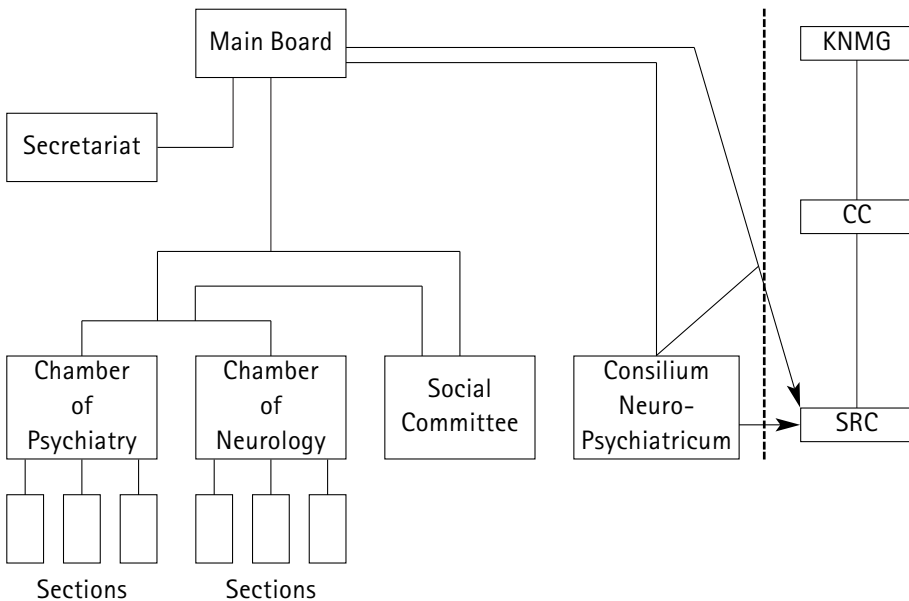 Main Board
KNMG
Secretariat
CC
Chamber
of
Psychiatry
Chamber
of
Neurology
Social
Committee
Consilium
Neuro-
Psychiatricum
SRC
Sections
Sections